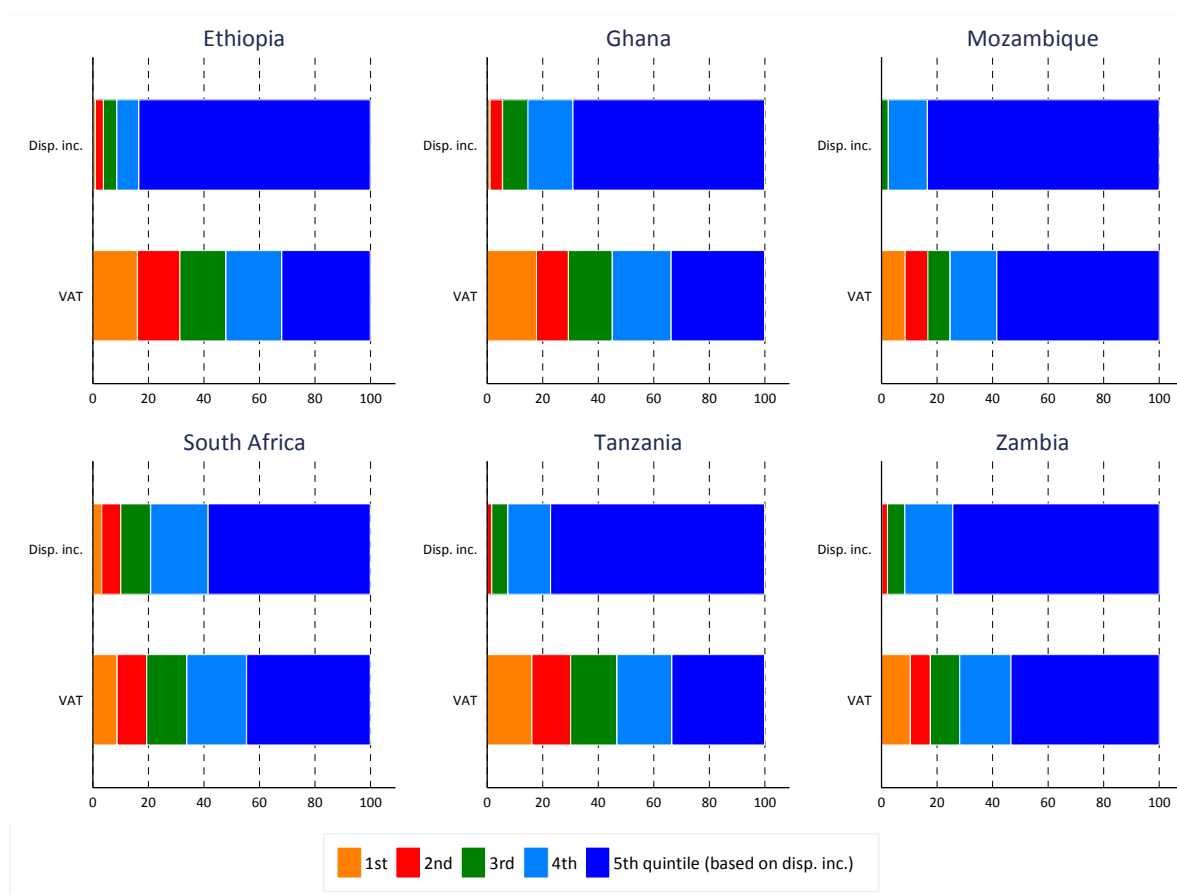 Ethiopia
Disp. inc.
VAT
0 20 40 60 80 100
Ghana
Disp. inc.
VAT
0 20 40 60 80 100
Mozambique
Disp. inc.
VAT
0 20 40 60 80 100
South Africa
Disp. inc.
VAT
0 20 40 60 80 100
Tanzania
Disp. inc.
VAT
0 20 40 60 80 100
Zambia
Disp. inc.
VAT
0 20 40 60 80 100
1st 2nd 3rd 4th 5th quintile (based on disp. inc.)